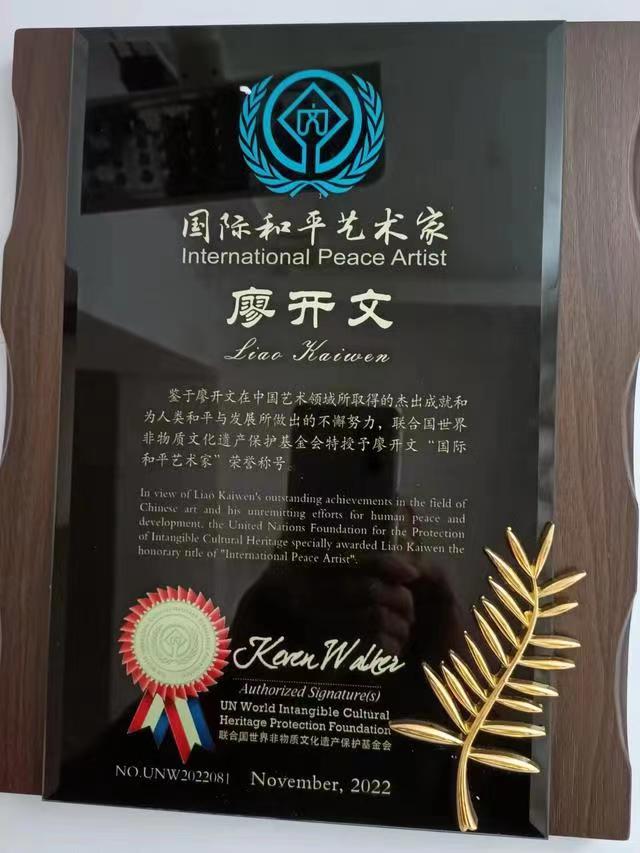 国际和平艺术家
International Peace Artist
廖开文
Liao Kaiwen
鉴于廖开文在中国艺术领域所取得的杰出成就和
为人类和平与发展所做出的不懈努力，联合国世界
非物质文化遗产保护基金会特授予廖开文“国际
和平艺术家”荣誉称号。
In view of Liao Kaiwen's outstanding achievements in the field of
Chinese art and his unremitting efforts for human peace and
development, the United Nations Foundation for the Protection
of Intangible Cultural Heritage specially awarded Liao Kaiwen the
honorary title of "International Peace Artist".
Keven Walker
Authorized Signature(s)
UN World Intangible Cultural
Heritage Protection Foundation
联合国世界非物质文化遗产保护基金会
NO.UNW2022081
November, 2022